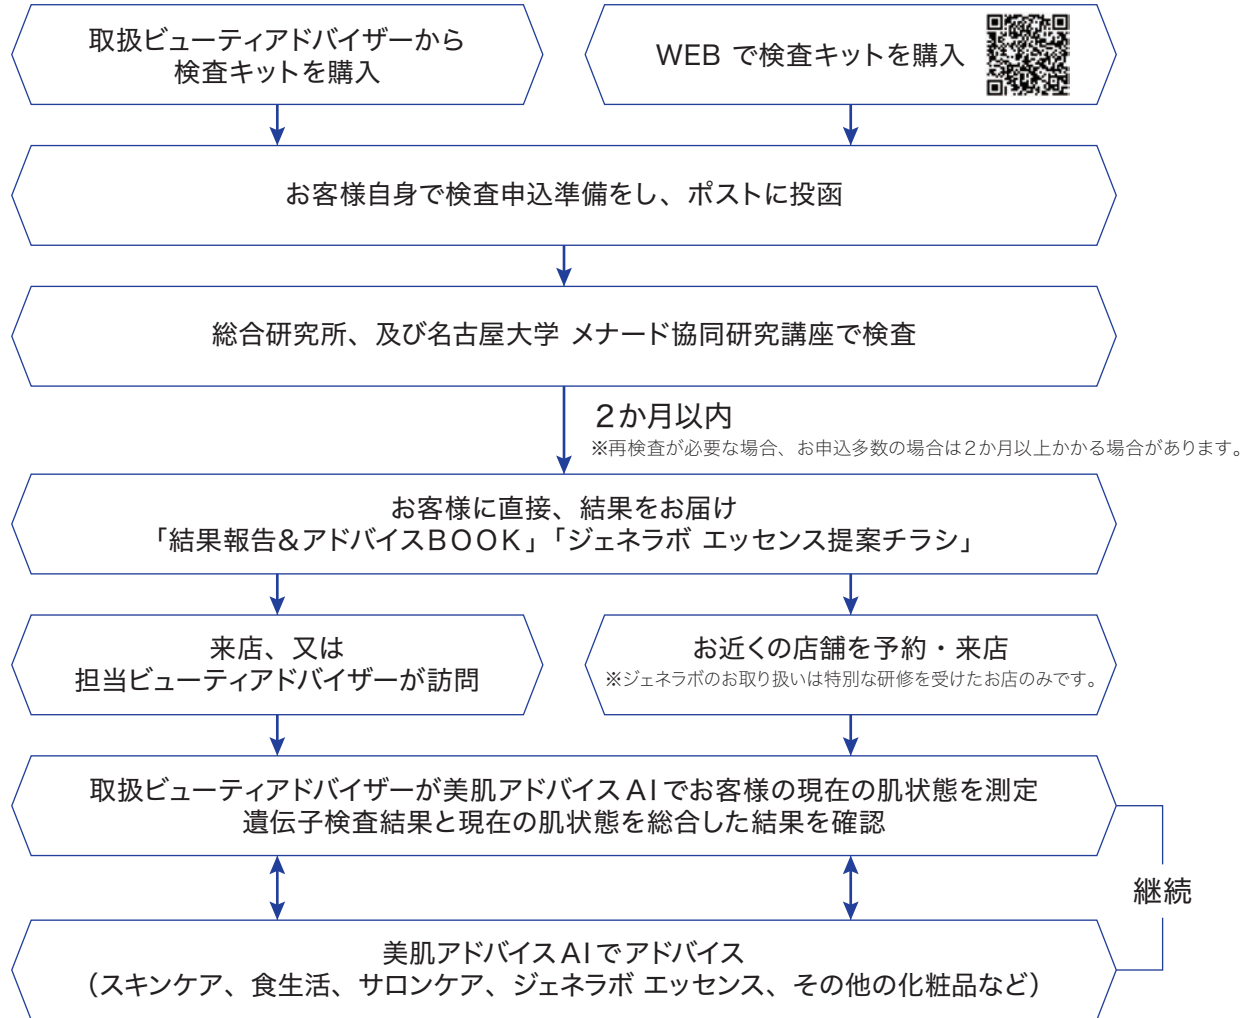 取扱ビューティアドバイザーから
検査キットを購入
WEB で検査キットを購入
お客様自身で検査申込準備をし、ポストに投函
総合研究所、及び名古屋大学 メナード協同研究講座で検査
2か月以内
※再検査が必要な場合、お申込多数の場合は2か月以上かかる場合があります。
お客様に直接、結果をお届け
「結果報告&アドバイスBOOK」「ジェネラボ エッセンス提案チラシ」
来店、又は
担当ビューティアドバイザーが訪問
お近くの店舗を予約・来店
※ジェネラボのお取り扱いは特別な研修を受けたお店のみです。
取扱ビューティアドバイザーが美肌アドバイスAIでお客様の現在の肌状態を測定
遺伝子検査結果と現在の肌状態を総合した結果を確認
継続
美肌アドバイスAIでアドバイス
(スキンケア、食生活、サロンケア、ジェネラボ エッセンス、その他の化粧品など)